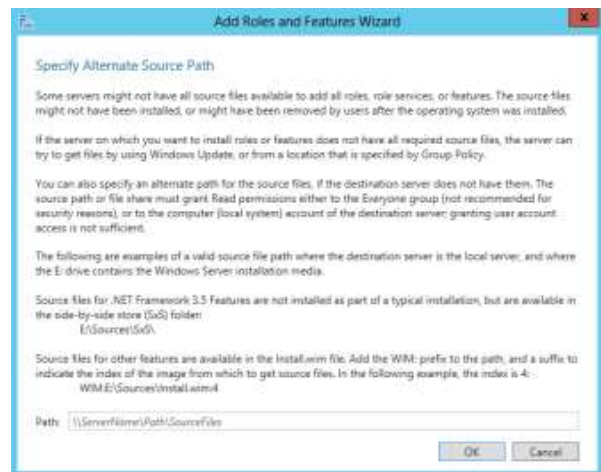 Add Roles and Features Wizard
x
Specify Alternate Source Path
Some servers might not have all source files available to add all roles, role services, or features. The source files
might not have been installed, or might have been removed by users after the operating system was installed.
If the server on which you want to install roles or features does not have all required source files, the server can
try to get files by using Windows Update, or from a location that is specified by Group Policy.
You can also specify an alternate path for the source files, if the destination server does not have them. The
source path or file share must grant Read permissions either to the Everyone group (not recommended for
security reasons), or to the computer (local system) account of the destination server; granting user account
access is not sufficient.
The following are examples of a valid source file path where the destination server is the local server, and where
the E: drive contains the Windows Server installation media.
Source files for .NET Framework 3.5 Features are not installed as part of a typical installation, but are available in
the side-by-side store (SxS) folder:
E:\Sources\SxS\
Source files for other features are available in the Install.wim file. Add the WIM: prefix to the path, and a suffix to
indicate the index of the image from which to get source files. In the following example, the index is 4:
WIM:E:\Sources\Install.wim:4
Path: \\ServerName\Path\SourceFiles
OK Cancel